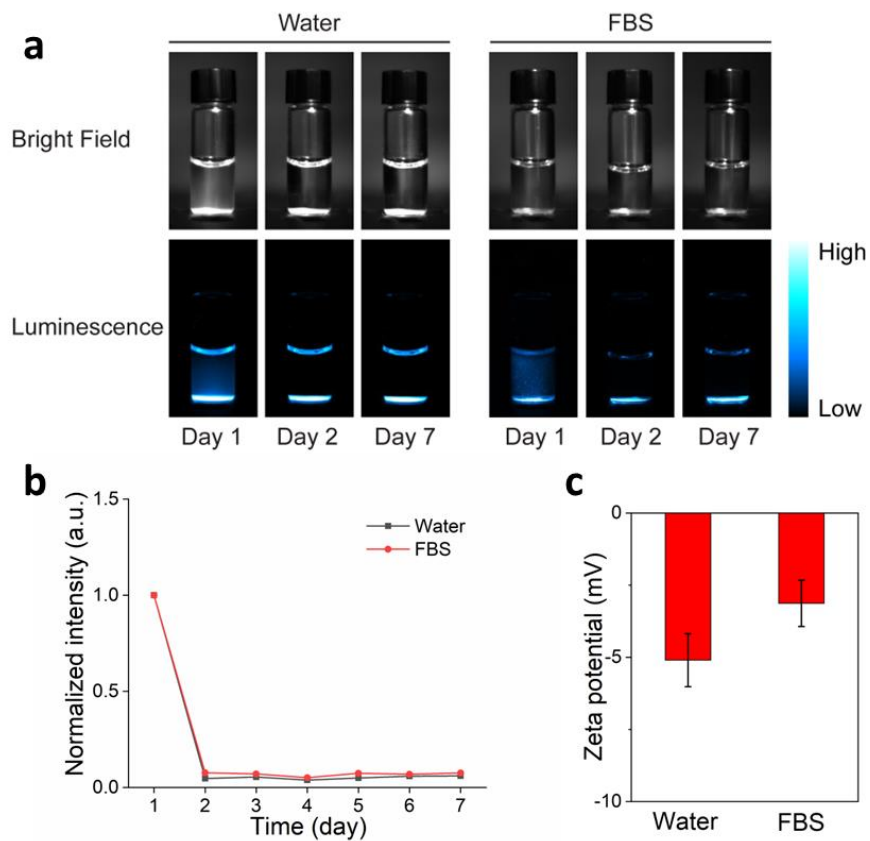 a
Water
FBS
Bright Field
Luminescence
High
Low
Day 1
Day 2
Day 7
Day 1
Day 2
Day 7
b
Normalized intensity (a.u.)
1.5
1.0
0.5
0.0
Water
FBS
1 2 3 4 5 6 7
Time (day)
c
Zeta potential (mV)
0
-5
-10
Water
FBS